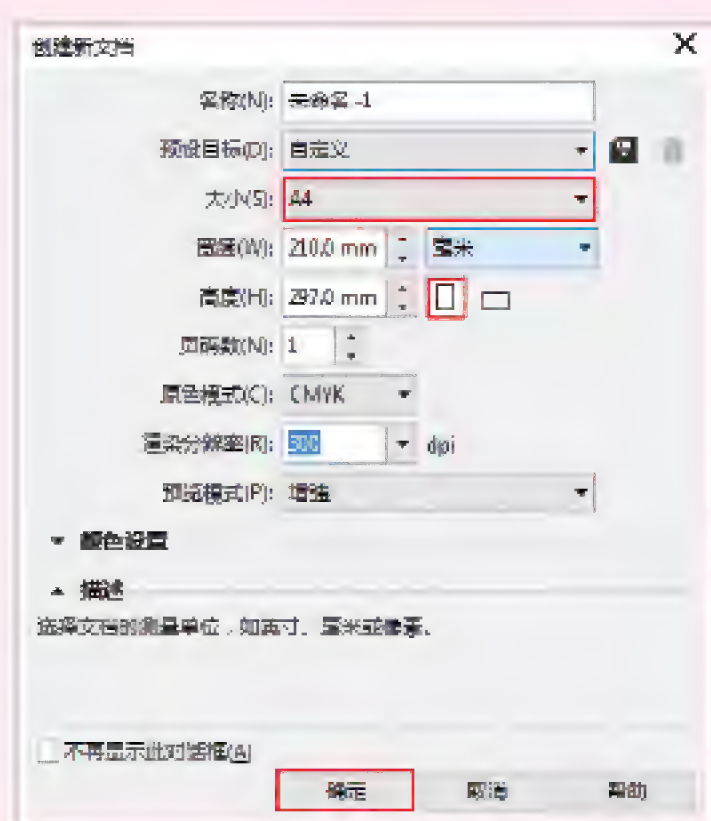 创建新文档
名称(N): 未命名 -1
预设目标(D): 自定义
大小(S): A4
宽度(W): 210.0 mm 毫米
高度(H): 297.0 mm
页码数(N): 1
原色模式(C): CMYK
渲染分辨率(R): 300 dpi
预览模式(P): 增强
颜色设置
描述
选择文档的测量单位，如英寸、毫米或像素。
不再显示此对话框(A)
确定 取消 帮助